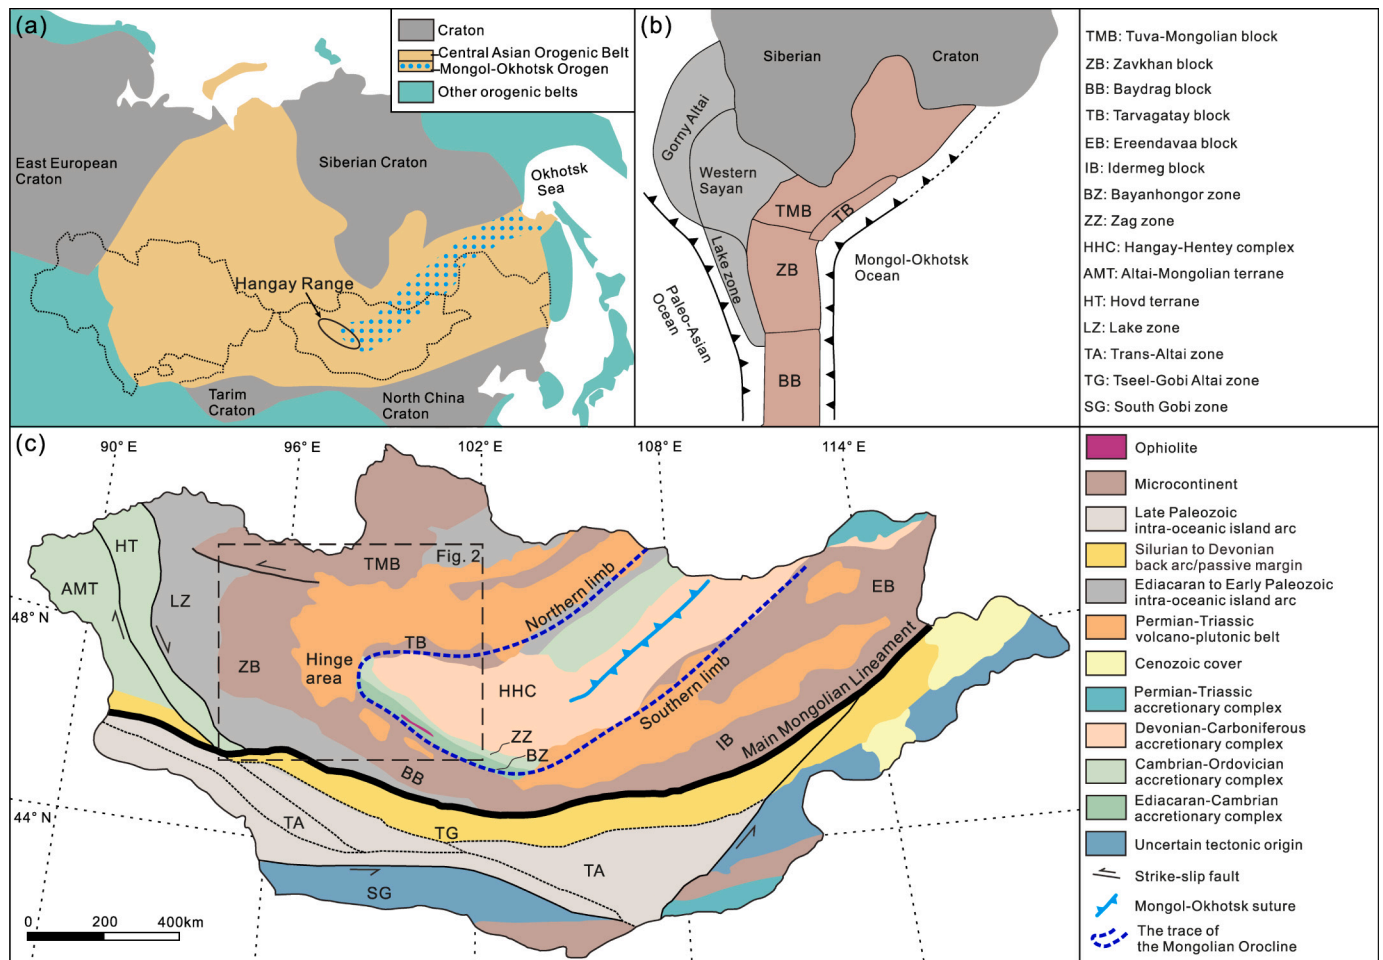 (a)
Craton
Central Asian Orogenic Belt
Mongol-Okhotsk Orogen
Other orogenic belts
East European
Craton
Siberian Craton
Okhotsk
Sea
Hangay Range
Tarim
Craton
North China
Craton
(b)
Siberian
Craton
Gorny Altai
Western
Sayan
TMB
TB
Lake zone
ZB
Mongol-Okhotsk
Ocean
Paleo-Asian
Ocean
BB
TMB: Tuva-Mongolian block
ZB: Zavkhan block
BB: Baydrag block
TB: Tarvagatay block
EB: Ereendavaa block
IB: Idermeg block
BZ: Bayanhongor zone
ZZ: Zag zone
HHC: Hangay-Hentey complex
AMT: Altai-Mongolian terrane
HT: Hovd terrane
LZ: Lake zone
TA: Trans-Altai zone
TG: Tseel-Gobi Altai zone
SG: South Gobi zone
(c)
90° E
96° E
102° E
108° E
114° E
48° N
44° N
HT
AMT
LZ
TMB
Fig. 2
EB
Northern limb
TB
ZB
Hinge
area
HHC
Southern limb
ZZ
BZ
IB
Main Mongolian Lineament
BB
TA
TG
TA
SG
0
200
400km
Ophiolite
Microcontinent
Late Paleozoic
intra-oceanic island arc
Silurian to Devonian
back arc/passive margin
Ediacaran to Early Paleozoic
intra-oceanic island arc
Permian-Triassic
volcano-plutonic belt
Cenozoic cover
Permian-Triassic
accretionary complex
Devonian-Carboniferous
accretionary complex
Cambrian-Ordovician
accretionary complex
Ediacaran-Cambrian
accretionary complex
Uncertain tectonic origin
Strike-slip fault
Mongol-Okhotsk suture
The trace of
the Mongolian Orocline